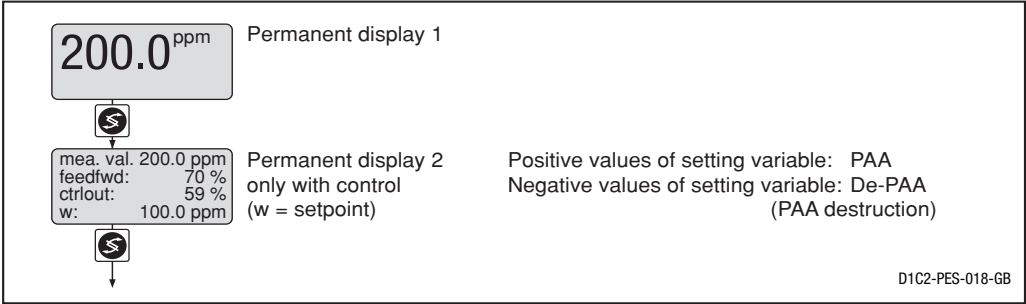 200.0 ppm
Permanent display 1
mea. val. 200.0 ppm
feedfwd: 70 %
ctrlout: 59 %
w: 100.0 ppm
Permanent display 2
only with control
(w = setpoint)
Positive values of setting variable: PAA
Negative values of setting variable: De-PAA
(PAA destruction)
D1C2-PES-018-GB